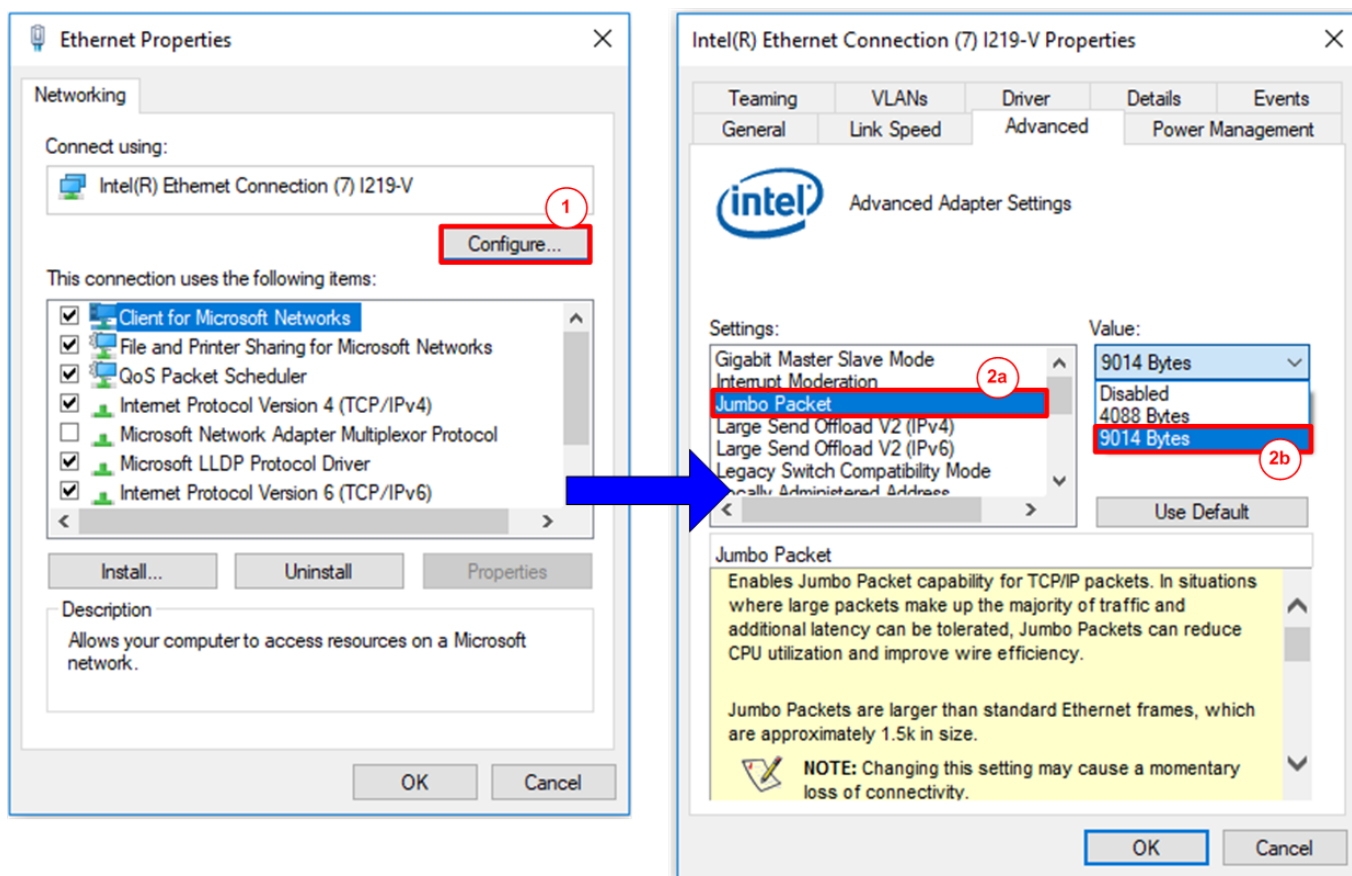 Ethernet Properties
Networking
Connect using:
Intel(R) Ethernet Connection (7) I219-V
1
Configure...
This connection uses the following items:
Client for Microsoft Networks
File and Printer Sharing for Microsoft Networks
QoS Packet Scheduler
Internet Protocol Version 4 (TCP/IPv4)
Microsoft Network Adapter Multiplexor Protocol
Microsoft LLDP Protocol Driver
Internet Protocol Version 6 (TCP/IPv6)
Install... Uninstall Properties
Description
Allows your computer to access resources on a Microsoft
network.
OK Cancel
Intel(R) Ethernet Connection (7) I219-V Properties
Teaming VLANs Driver Details Events
General Link Speed Advanced Power Management
intel
Advanced Adapter Settings
Settings:
Gigabit Master Slave Mode
Interrupt Moderation
2a
Jumbo Packet
Large Send Offload V2 (IPv4)
Large Send Offload V2 (IPv6)
Legacy Switch Compatibility Mode
Locally Administered Address
Value:
9014 Bytes
Disabled
4088 Bytes
9014 Bytes
2b
Use Default
Jumbo Packet
Enables Jumbo Packet capability for TCP/IP packets. In situations
where large packets make up the majority of traffic and
additional latency can be tolerated, Jumbo Packets can reduce
CPU utilization and improve wire efficiency.
Jumbo Packets are larger than standard Ethernet frames, which
are approximately 1.5k in size.
NOTE: Changing this setting may cause a momentary
loss of connectivity.
OK Cancel